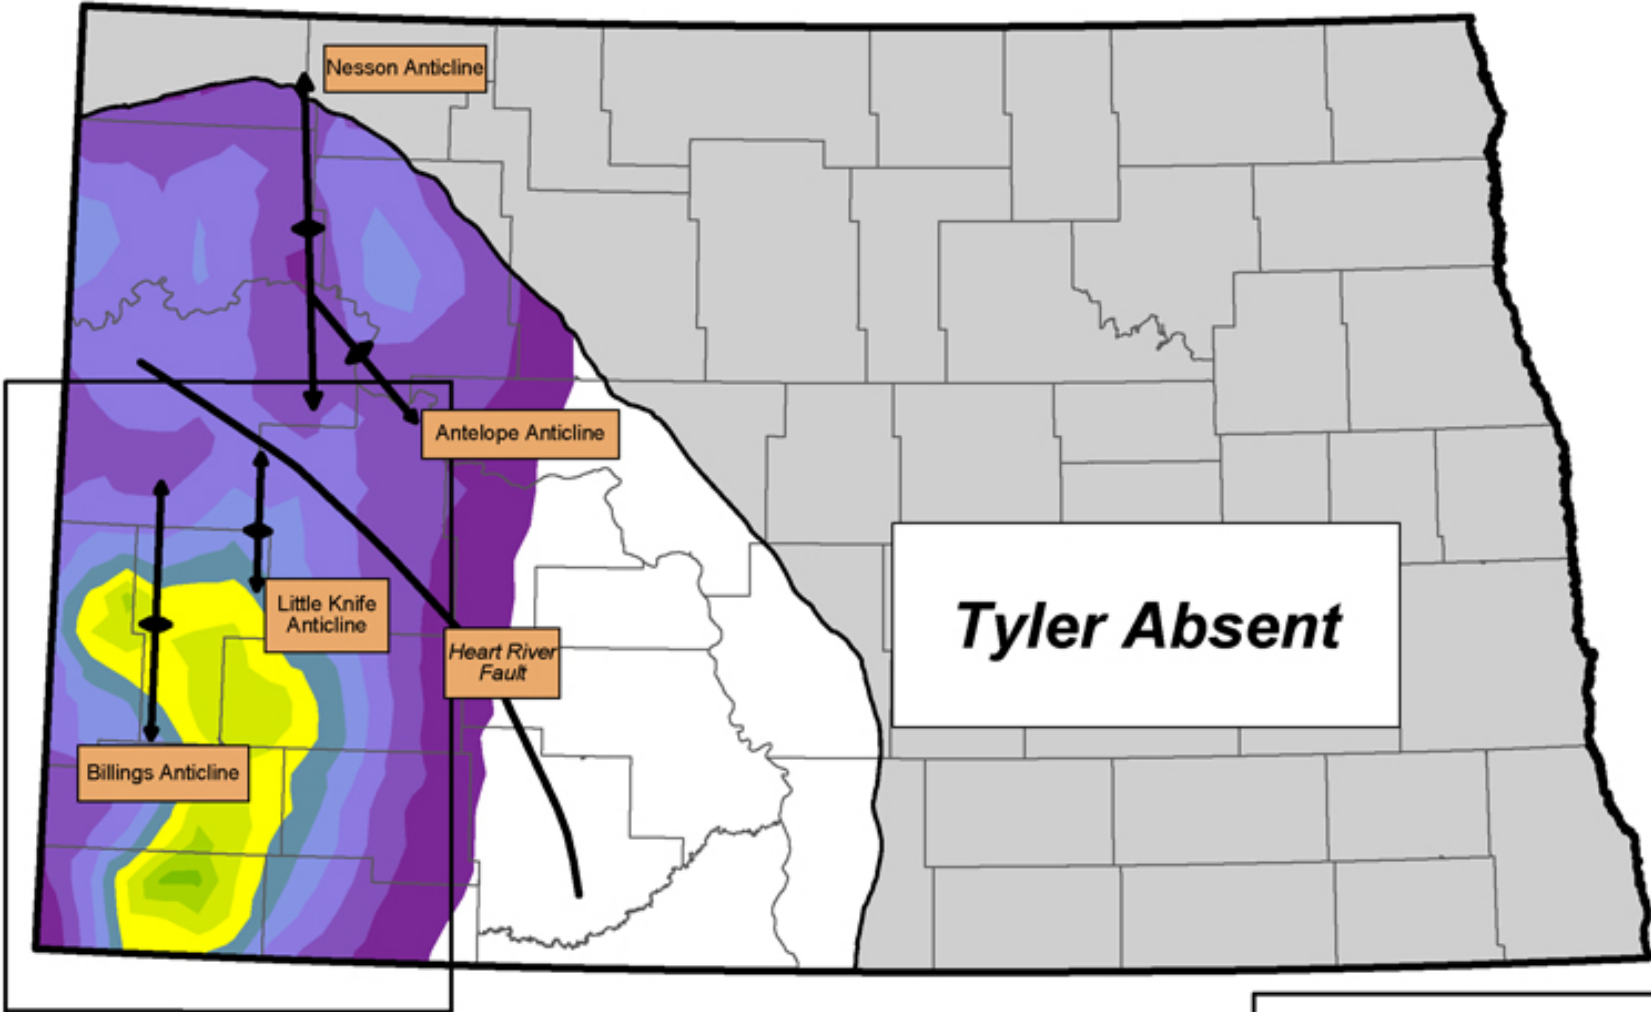 Nesson Anticline
Antelope Anticline
Little Knife
Anticline
Tyler Absent
Heart River
Fault
Billings Anticline